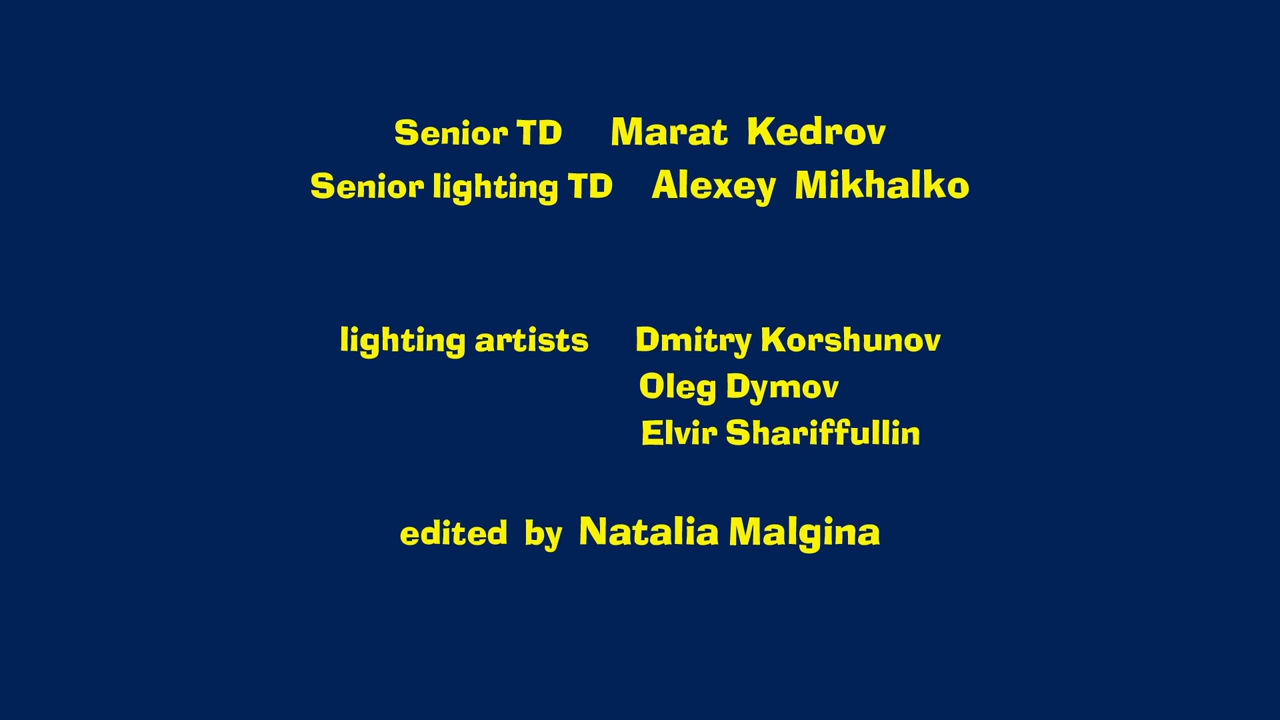 Senior TD Marat Kedrov
Senior lighting TD Alexey Mikhalko
lighting artists Dmitry Korshunov
Oleg Dymov
Elvir Shariffullin
edited by Natalia Malgina